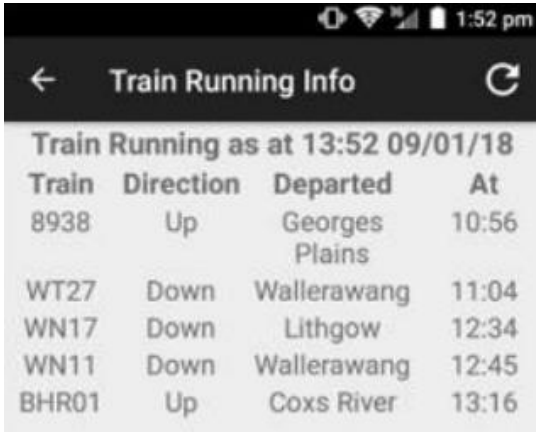 1:52 pm
Train Running Info
Train Running as at 13:52 09/01/18
Train Direction Departed At
8938 Up Georges 10:56
Plains
WT27 Down Wallerawang 11:04
WN17 Down Lithgow 12:34
WN11 Down Wallerawang 12:45
BHR01 Up Coxs River 13:16